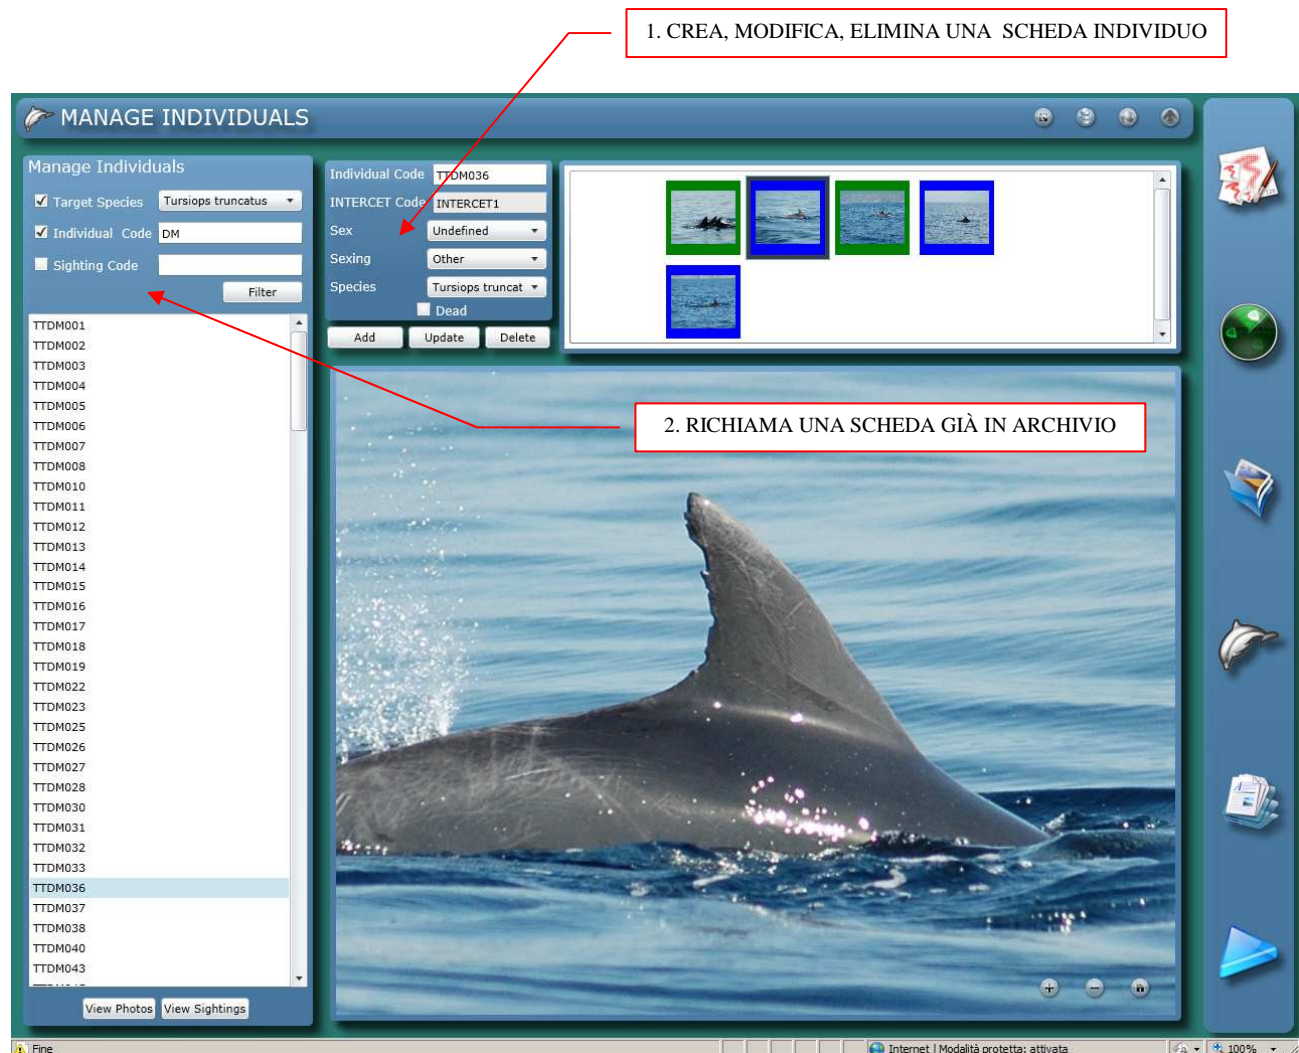 1. CREA, MODIFICA, ELIMINA UNA SCHEDA INDIVIDUO
MANAGE INDIVIDUALS
Manage Individuals
Target Species Tursiops truncatus
Individual Code DM
Sighting Code
Filter
TTDM001
TTDM002
TTDM003
TTDM004
TTDM005
TTDM006
TTDM007
TTDM008
TTDM010
TTDM011
TTDM012
TTDM013
TTDM014
TTDM015
TTDM016
TTDM017
TTDM018
TTDM019
TTDM022
TTDM023
TTDM025
TTDM026
TTDM027
TTDM028
TTDM030
TTDM031
TTDM032
TTDM033
TTDM036
TTDM037
TTDM038
TTDM040
TTDM043
View Photos View Sightings
Individual Code TTDM036
INTERCET Code INTERCET1
Sex Undefined
Sexing Other
Species Tursiops truncat
Dead
Add Update Delete
2. RICHIAMA UNA SCHEDA GIÀ IN ARCHIVIO
Fine
Internet | Modalità protetta: attivata
100%